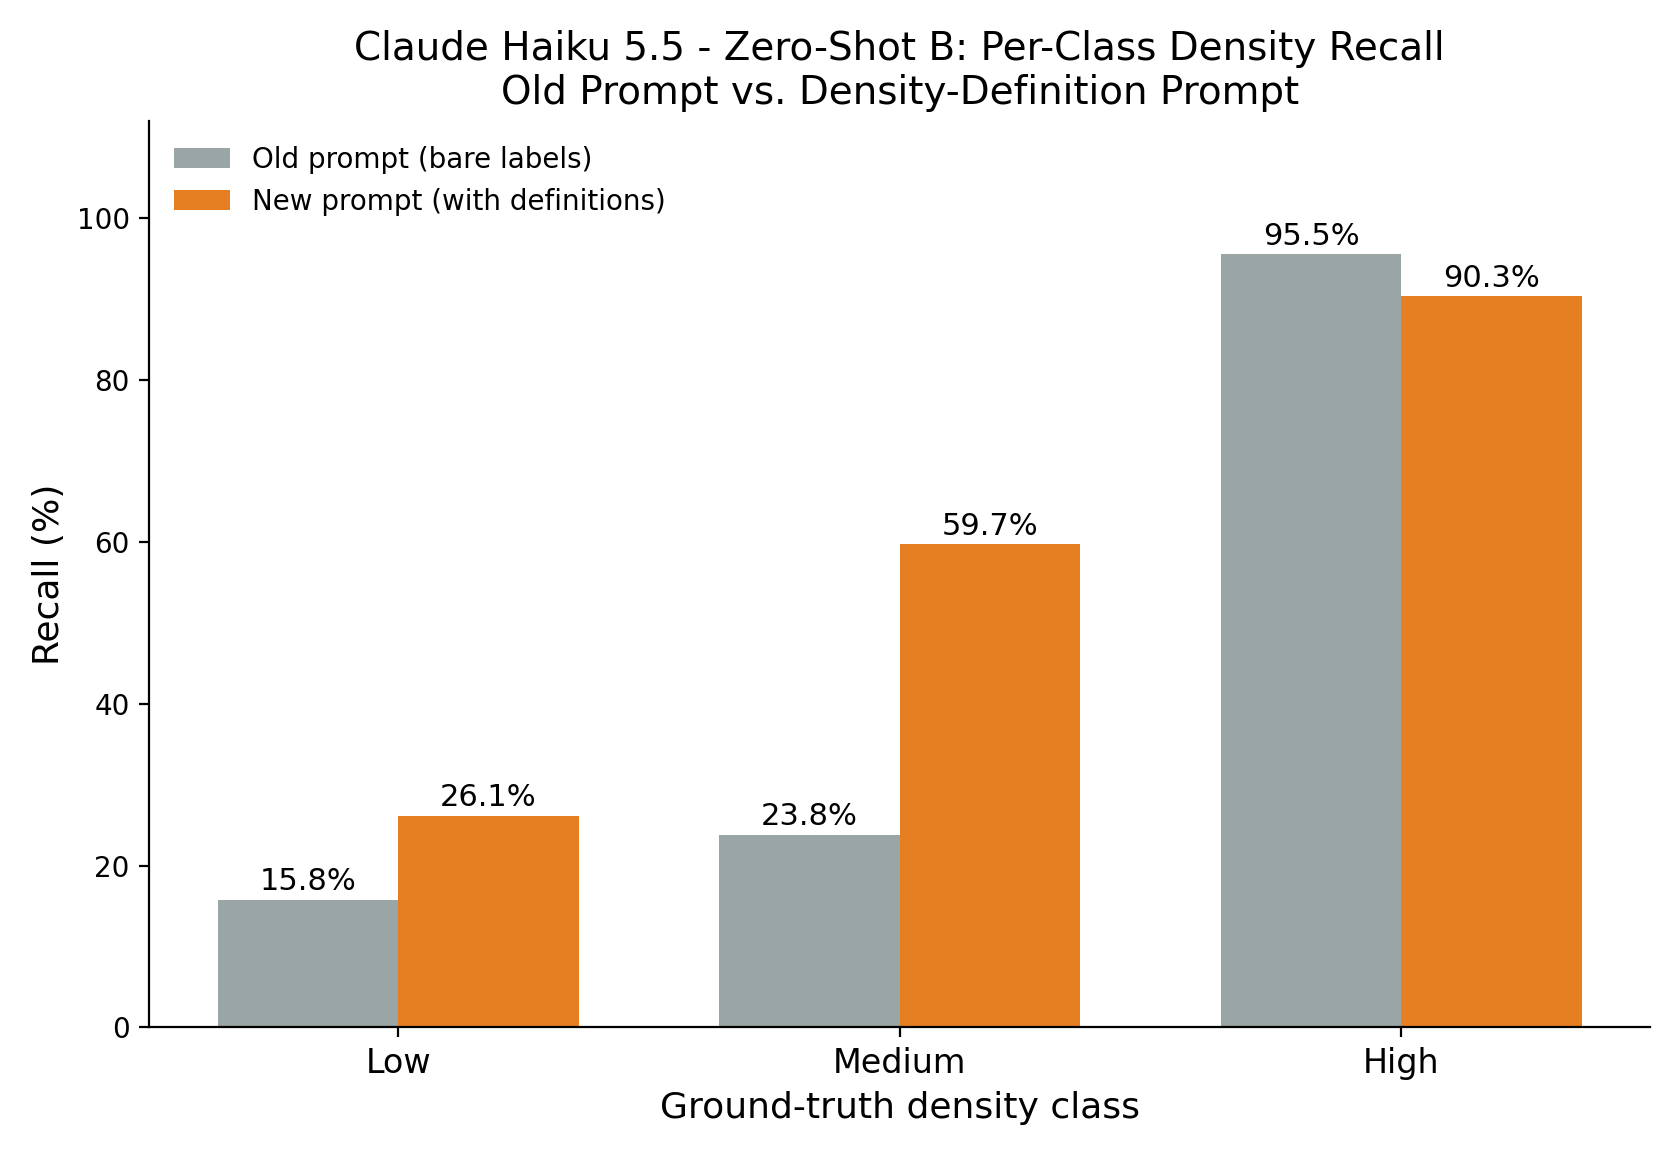 Claude Haiku 5.5 - Zero-Shot B: Per-Class Density Recall
Old Prompt vs. Density-Definition Prompt
Old prompt (bare labels)
New prompt (with definitions)
Recall (%)
100
80
60
40
20
0
15.8%
26.1%
23.8%
59.7%
95.5%
90.3%
Low
Medium
High
Ground-truth density class